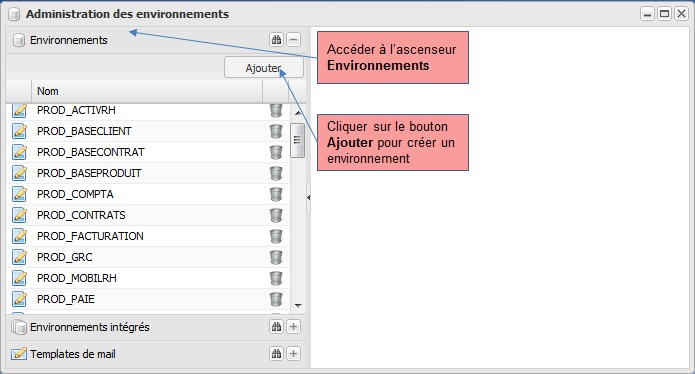 Administration des environnements
Environnements
Ajouter
Nom
PROD_ACTIVRH
PROD_BASECLIENT
PROD_BASECONTRAT
PROD_BASEPRODUIT
PROD_COMPTA
PROD_CONTRATS
PROD_FACTURATION
PROD_GRC
PROD_MOBILRH
PROD_PAIE
Environnements intégrés
Templates de mail
Accéder à l'ascenseur
Environnements
Cliquer sur le bouton
Ajouter pour créer un
environnement